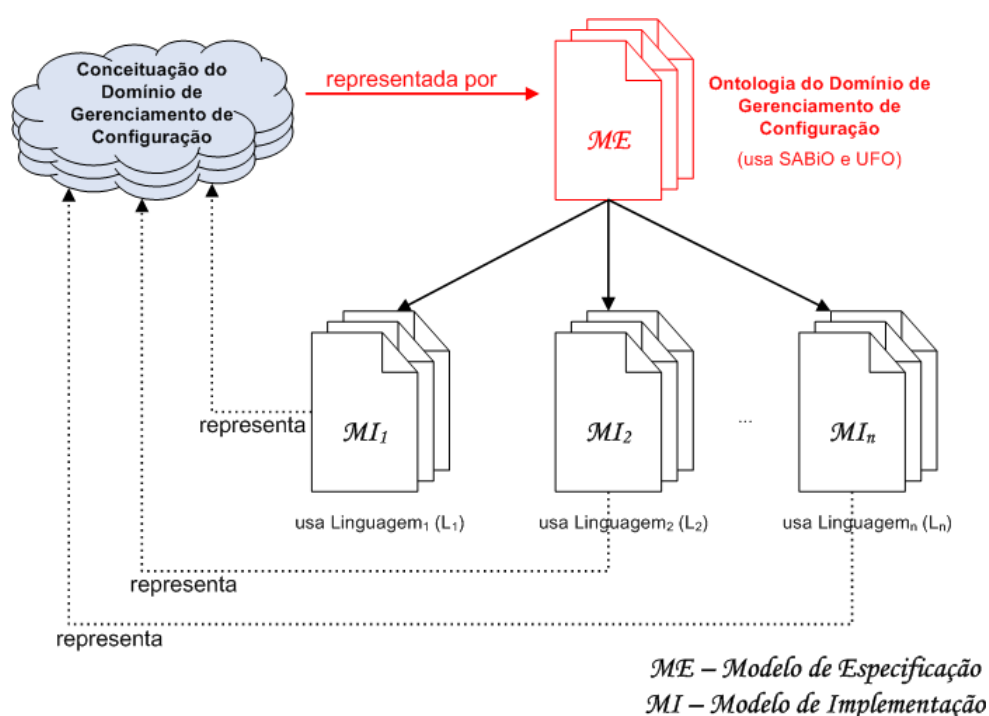 Conceituação do
Domínio de
Gerenciamento de
Configuração
representada por
ME
Ontologia do Domínio de
Gerenciamento de
Configuração
(usa SABiO e UFO)
representa
MI₁
MI₂
...
MIₙ
usa Linguagem₁ (L₁)
usa Linguagem₂ (L₂)
usa Linguagemₙ (Lₙ)
representa
representa
ME – Modelo de Especificação
MI – Modelo de Implementação